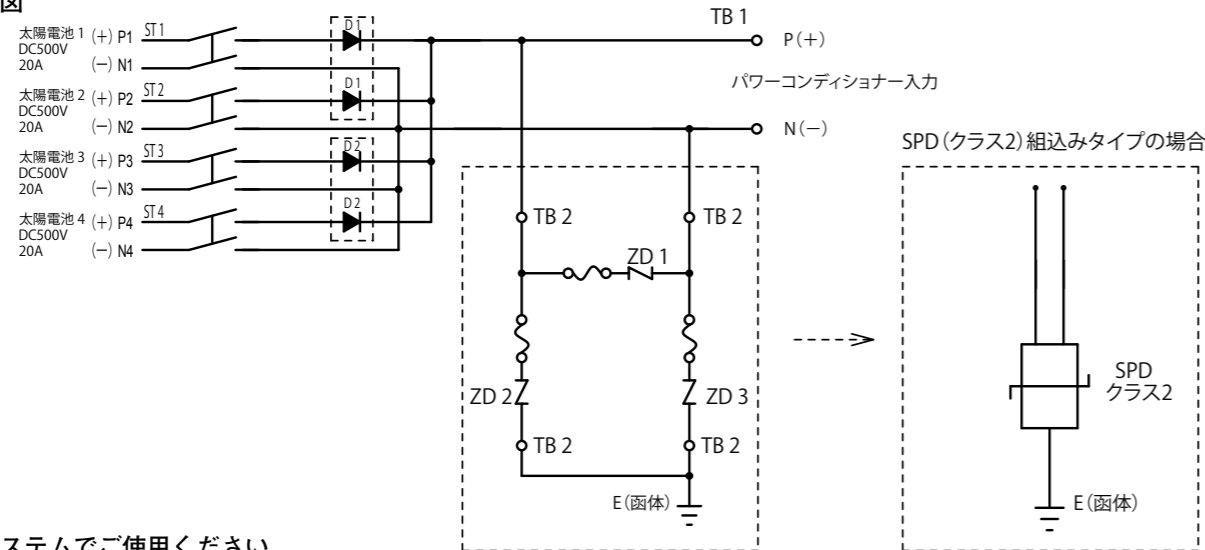 図
太陽電池 1 (+) P1 ST1
DC500V
20A (−) N1
太陽電池 2 (+) P2 ST2
DC500V
20A (−) N2
太陽電池 3 (+) P3 ST3
DC500V
20A (−) N3
太陽電池 4 (+) P4 ST4
DC500V
20A (−) N4
D1
D1
D2
D2
TB 1
P(+)
パワーコンディショナー入力
N(−)
TB 2
TB 2
ZD 1
ZD 2
ZD 3
TB 2
TB 2
E(函体)
SPD(クラス2)組込みタイプの場合
SPD
クラス2
E(函体)
ステムでご使用ください